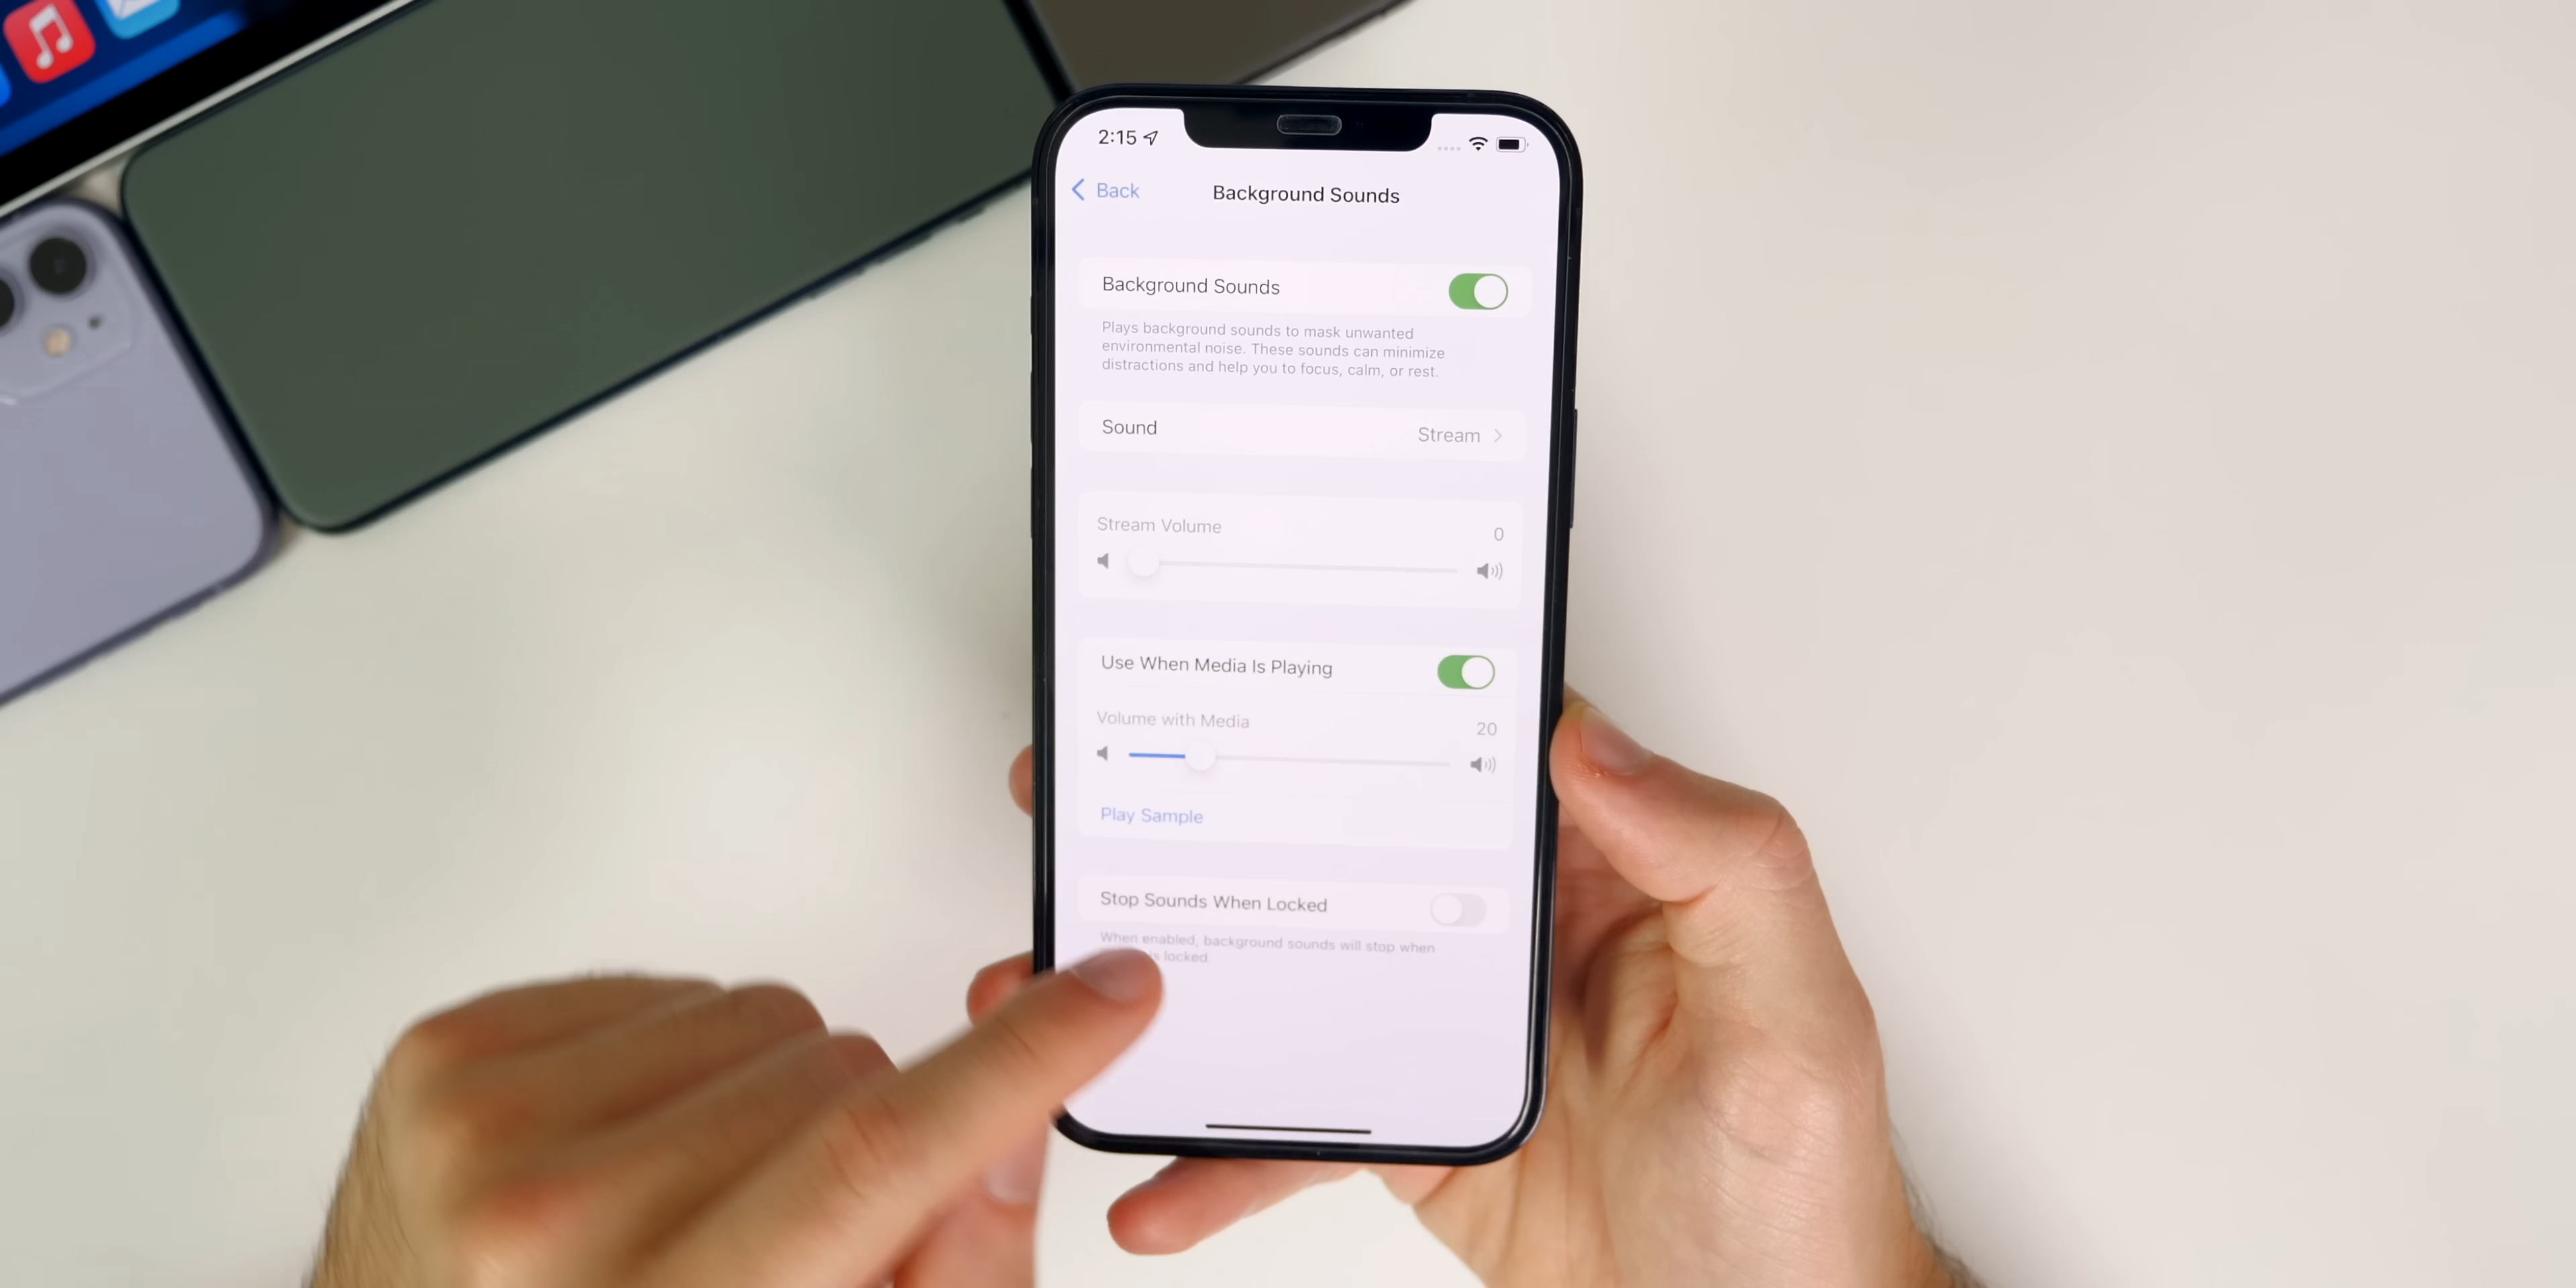 2:15
Back
Background Sounds
Background Sounds
Plays background sounds to mask unwanted
environmental noise. These sounds can minimize
distractions and help you to focus, calm, or rest.
Sound
Stream
Stream Volume
0
Use When Media Is Playing
Volume with Media
20
Play Sample
Stop Sounds When Locked
When enabled, background sounds will stop when
is locked.